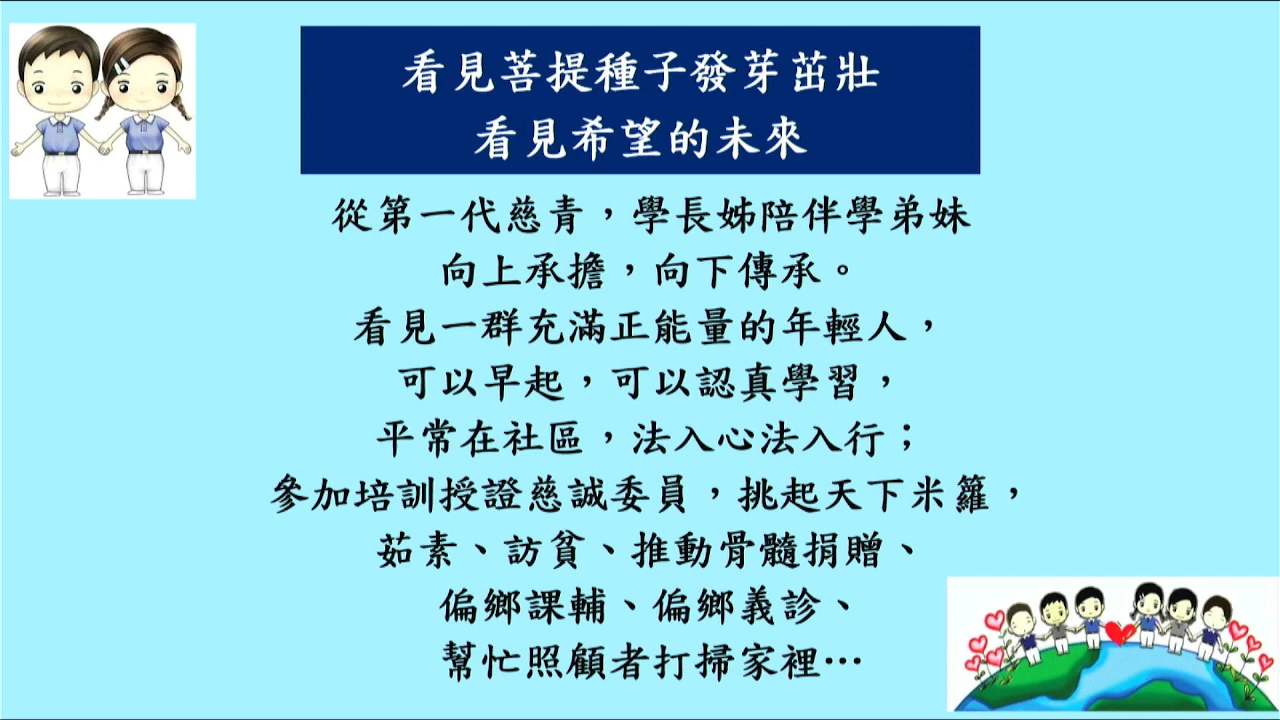 看見菩提種子發芽茁壯
看見希望的未來
從第一代慈青，學長姊陪伴學弟妹
向上承擔，向下傳承。
看見一群充滿正能量的年輕人，
可以早起，可以認真學習，
平常在社區，法入心法入行；
參加培訓授證慈誠委員，挑起天下米籮，
茹素、訪貧、推動骨髓捐贈、
偏鄉課輔、偏鄉義診、
幫忙照顧者打掃家裡…